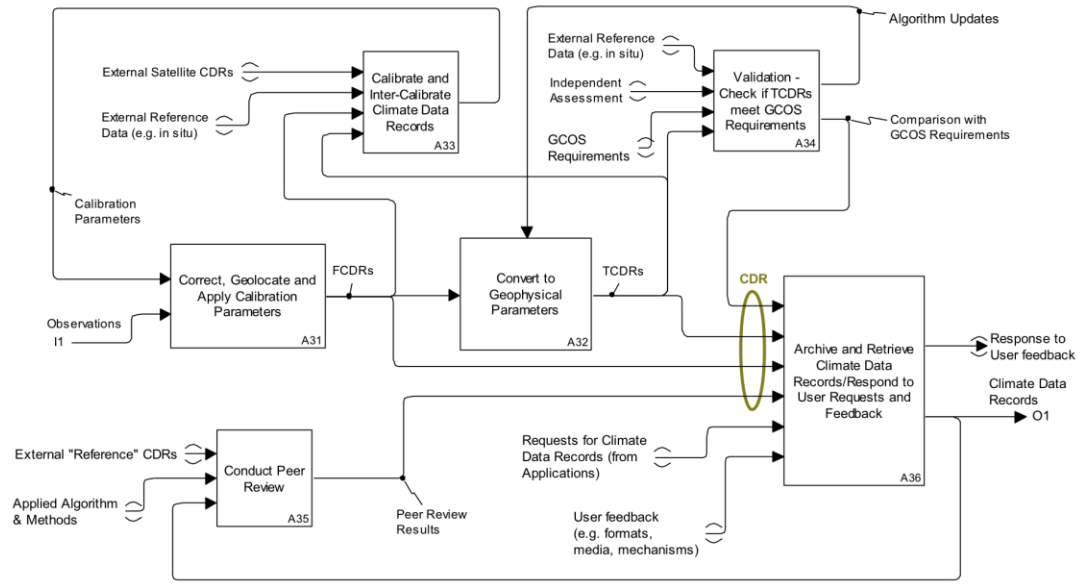 Algorithm Updates
External Reference
Data (e.g. in situ)
External Satellite CDRs
Calibrate and
Inter-Calibrate
Climate Data
Records
A33
Independent
Assessment
Validation -
Check if TCDRs
meet GCOS
Requirements
A34
External Reference
Data (e.g. in situ)
GCOS
Requirements
Comparison with
GCOS Requirements
Calibration
Parameters
Correct, Geolocate and
Apply Calibration
Parameters
A31
FCDRs
Convert to
Geophysical
Parameters
A32
TCDRs
CDR
Observations
I1
Archive and Retrieve
Climate Data
Records/Respond to
User Requests and
Feedback
A36
Response to
User feedback
Climate Data
Records
O1
External "Reference" CDRs
Conduct Peer
Review
A35
Applied Algorithm
& Methods
Peer Review
Results
Requests for Climate
Data Records (from
Applications)
User feedback
(e.g. formats,
media, mechanisms)